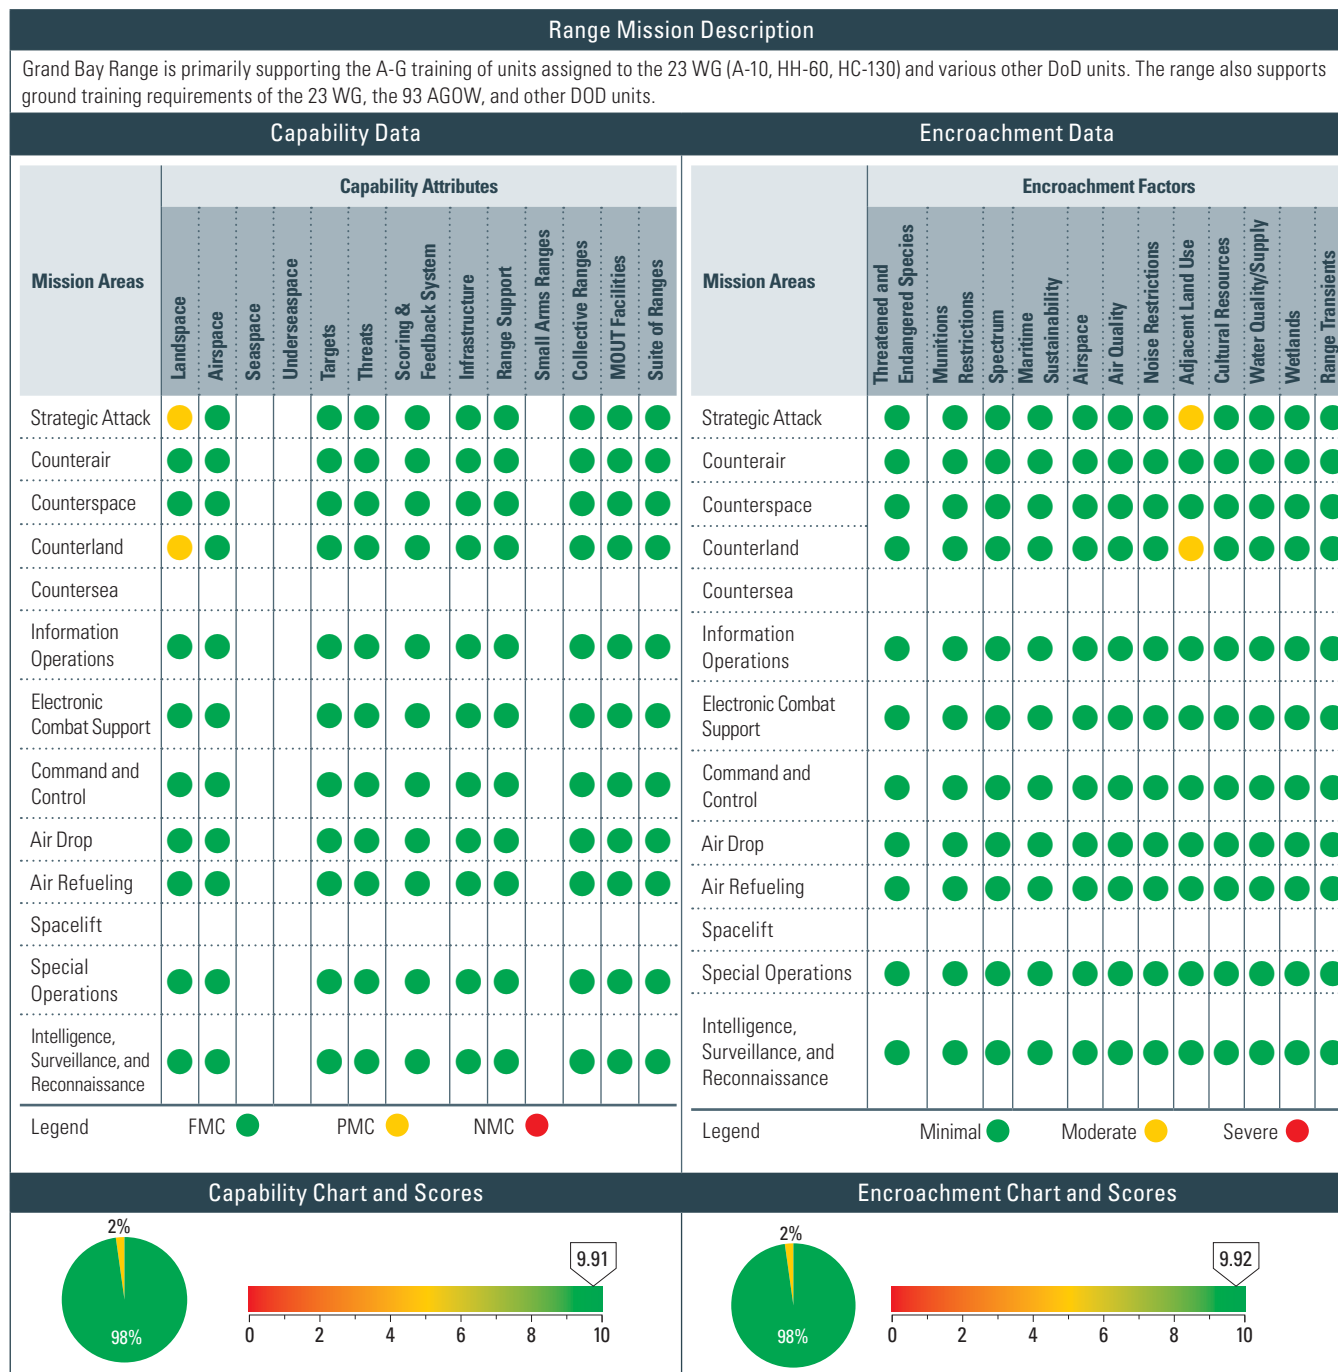 Range Mission Description
Grand Bay Range is primarily supporting the A-G training of units assigned to the 23 WG (A-10, HH-60, HC-130) and various other DoD units. The range also supports
ground training requirements of the 23 WG, the 93 AGOW, and other DOD units.
Capability Data
Mission Areas
Capability Attributes
Landspace
Airspace
Seaspace
Underseaspace
Targets
Threats
Scoring &
Feedback System
Infrastructure
Range Support
Small Arms Ranges
Collective Ranges
MOUT Facilities
Suite of Ranges
Strategic Attack
Counterair
Counterspace
Counterland
Countersea
Information
Operations
Electronic
Combat Support
Command and
Control
Air Drop
Air Refueling
Spacelift
Special
Operations
Intelligence,
Surveillance, and
Reconnaissance
Legend FMC PMC NMC
Encroachment Data
Mission Areas
Encroachment Factors
Threatened and
Endangered Species
Munitions
Restrictions
Spectrum
Maritime
Sustainability
Airspace
Air Quality
Noise Restrictions
Adjacent Land Use
Cultural Resources
Water Quality/Supply
Wetlands
Range Transients
Strategic Attack
Counterair
Counterspace
Counterland
Countersea
Information
Operations
Electronic Combat
Support
Command and
Control
Air Drop
Air Refueling
Spacelift
Special Operations
Intelligence,
Surveillance, and
Reconnaissance
Legend Minimal Moderate Severe
Capability Chart and Scores
2%
98%
9.91
0 2 4 6 8 10
Encroachment Chart and Scores
2%
98%
9.92
0 2 4 6 8 10